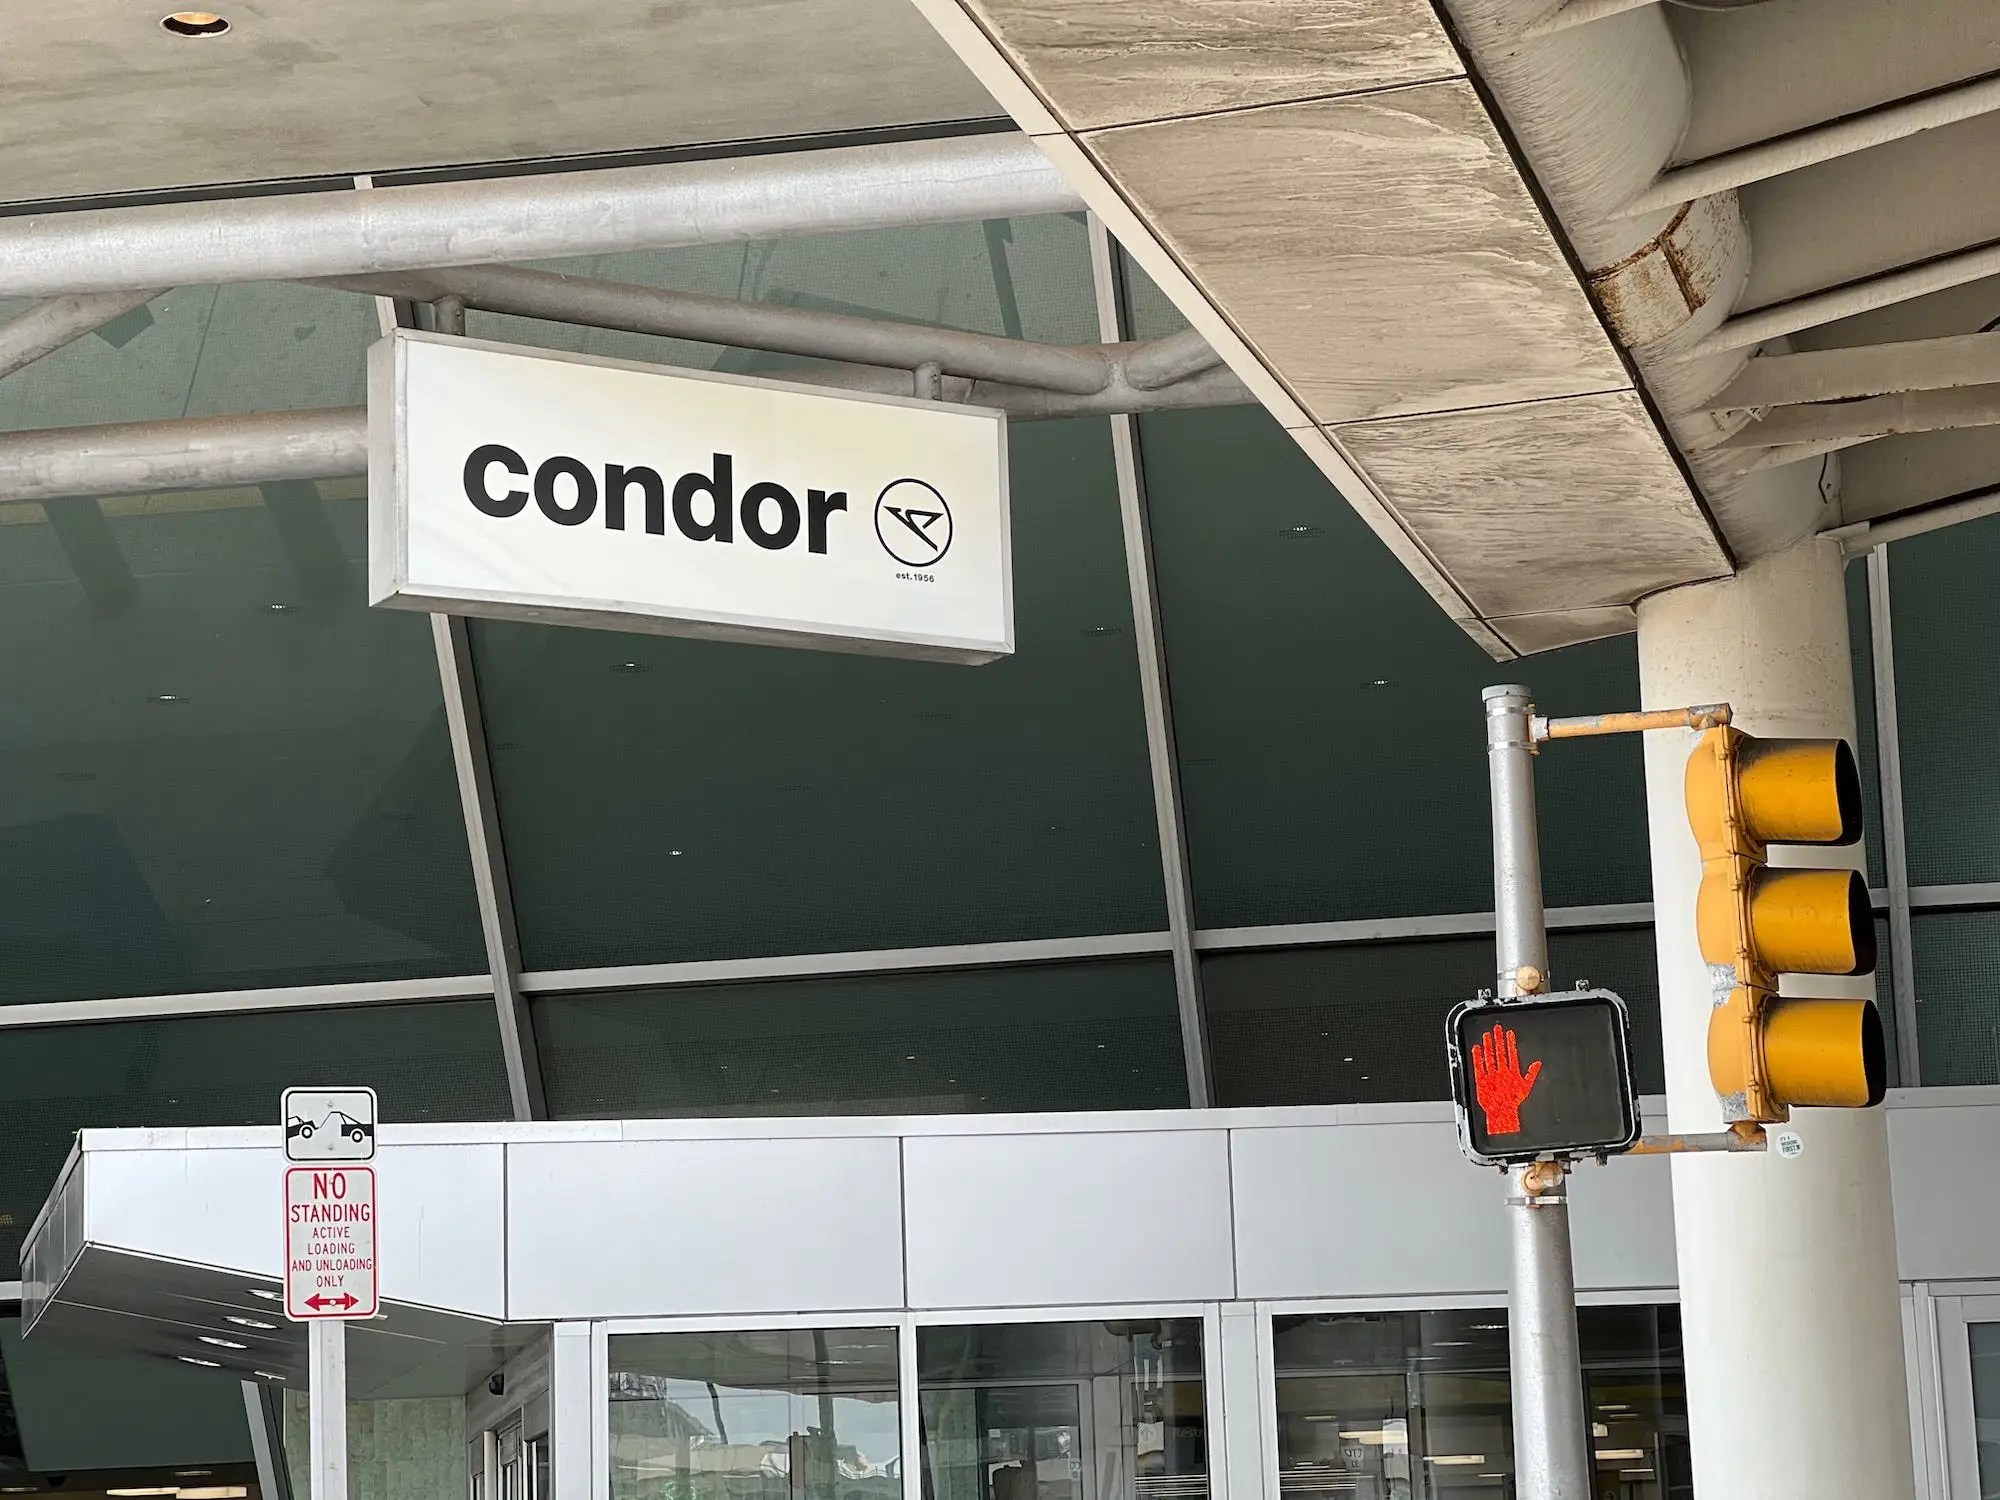 condor
est.1956
NO
STANDING
ACTIVE
LOADING
AND UNLOADING
ONLY